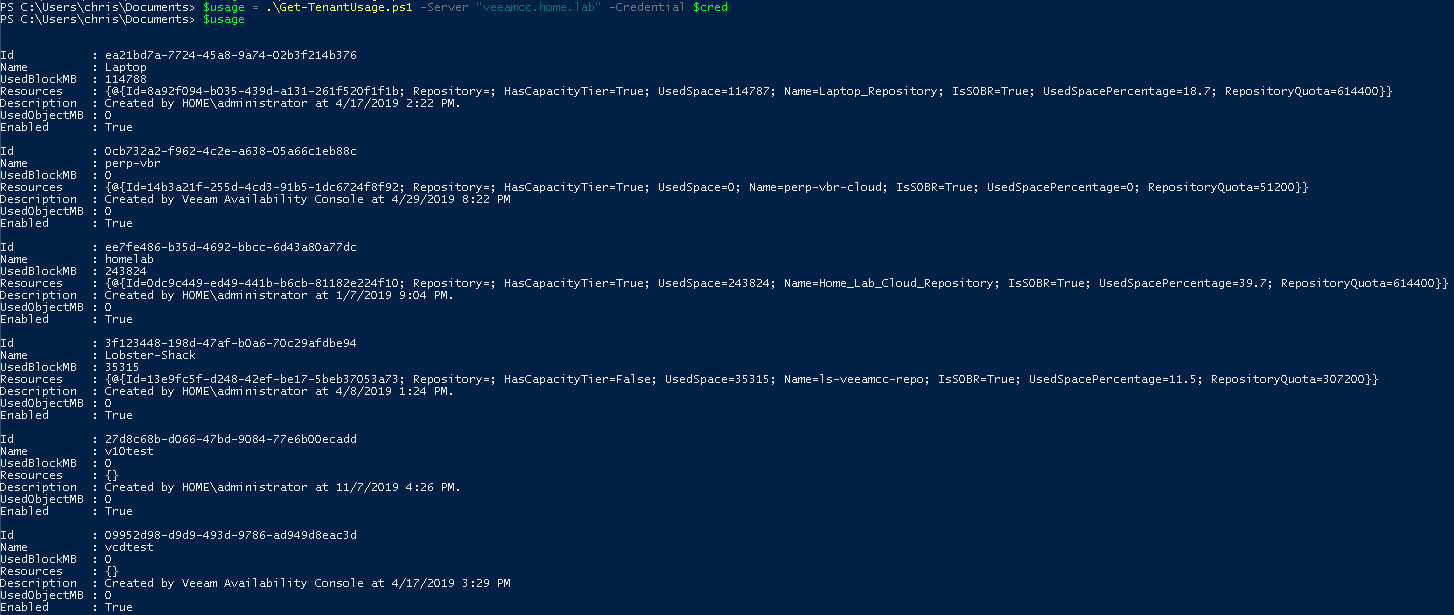 PS C:\Users\chris\Documents> $usage = .\Get-TenantUsage.ps1 -Server "veeamcc.home.lab" -Credential $cred
PS C:\Users\chris\Documents> $usage
Id : ea21bd7a-7724-45a8-9a74-02b3f214b376
Name : Laptop
UsedBlockMB : 114788
Resources : {@{Id=8a92f094-b035-439d-a131-261f520f1f1b; Repository=; HasCapacityTier=True; UsedSpace=114787; Name=Laptop_Repository; IsSOBR=True; UsedSpacePercentage=18.7; RepositoryQuota=614400}}
Description : Created by HOME\administrator at 4/17/2019 2:22 PM.
UsedObjectMB : 0
Enabled : True
Id : 0cb732a2-f962-4c2e-a638-05a66c1eb88c
Name : perp-vbr
UsedBlockMB : 0
Resources : {@{Id=14b3a21f-255d-4cd3-91b5-1dc6724f8f92; Repository=; HasCapacityTier=True; UsedSpace=0; Name=perp-vbr-cloud; IsSOBR=True; UsedSpacePercentage=0; RepositoryQuota=51200}}
Description : Created by Veeam Availability Console at 4/29/2019 8:22 PM
UsedObjectMB : 0
Enabled : True
Id : ee7fe486-b35d-4692-bbcc-6d43a80a77dc
Name : homelab
UsedBlockMB : 243824
Resources : {@{Id=0dc9c449-ed49-441b-b6cb-81182e224f10; Repository=; HasCapacityTier=True; UsedSpace=243824; Name=Home_Lab_Cloud_Repository; IsSOBR=True; UsedSpacePercentage=39.7; RepositoryQuota=614400}}
Description : Created by HOME\administrator at 1/7/2019 9:04 PM.
UsedObjectMB : 0
Enabled : True
Id : 3f123448-198d-47af-b0a6-70c29afdbe94
Name : Lobster-Shack
UsedBlockMB : 35315
Resources : {@{Id=13e9fc5f-d248-42ef-be17-5beb37053a73; Repository=; HasCapacityTier=False; UsedSpace=35315; Name=ls-veeamcc-repo; IsSOBR=True; UsedSpacePercentage=11.5; RepositoryQuota=307200}}
Description : Created by HOME\administrator at 4/8/2019 1:24 PM.
UsedObjectMB : 0
Enabled : True
Id : 27d8c68b-d066-47bd-9084-77e6b00ecadd
Name : v10test
UsedBlockMB : 0
Resources : {}
Description : Created by HOME\administrator at 11/7/2019 4:26 PM.
UsedObjectMB : 0
Enabled : True
Id : 09952d98-d9d9-493d-9786-ad949d8eac3d
Name : vcdtest
UsedBlockMB : 0
Resources : {}
Description : Created by Veeam Availability Console at 4/17/2019 3:29 PM
UsedObjectMB : 0
Enabled : True